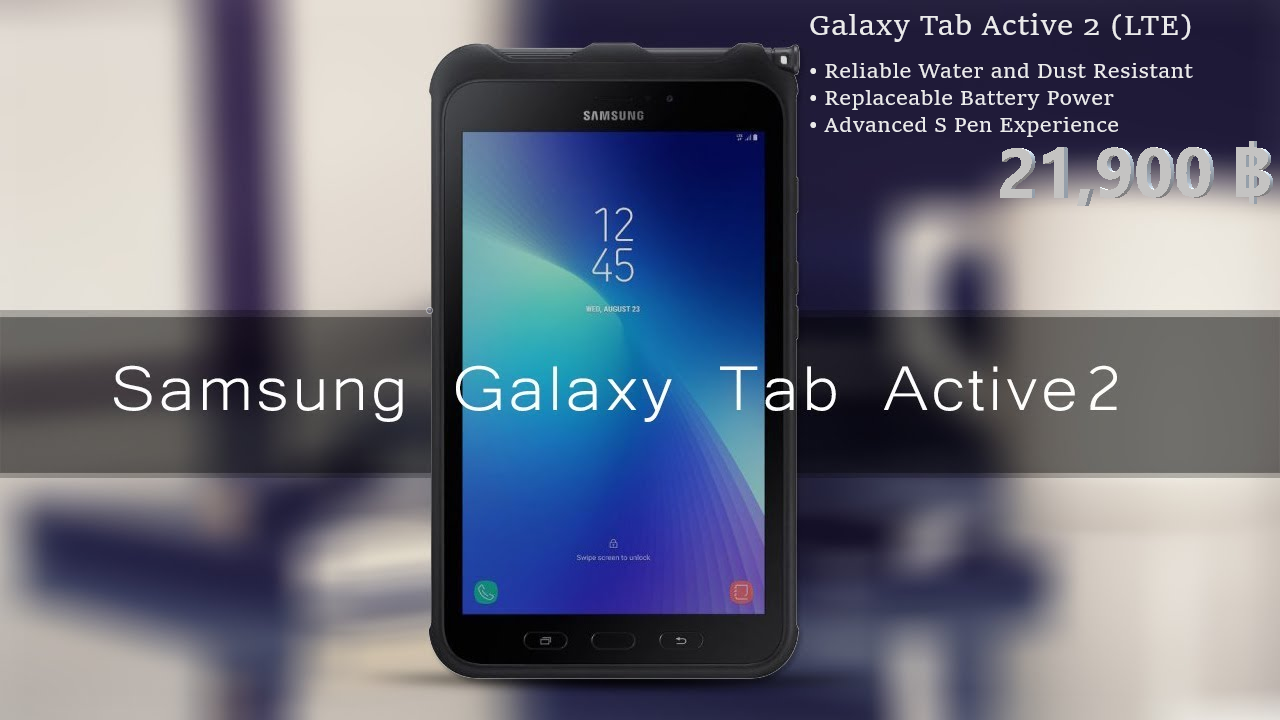 Galaxy Tab Active 2 (LTE)
• Reliable Water and Dust Resistant
• Replaceable Battery Power
• Advanced S Pen Experience
21,900 ฿
SAMSUNG
12
45
WED, AUGUST 23
Samsung Galaxy Tab Active2
Swipe screen to unlock